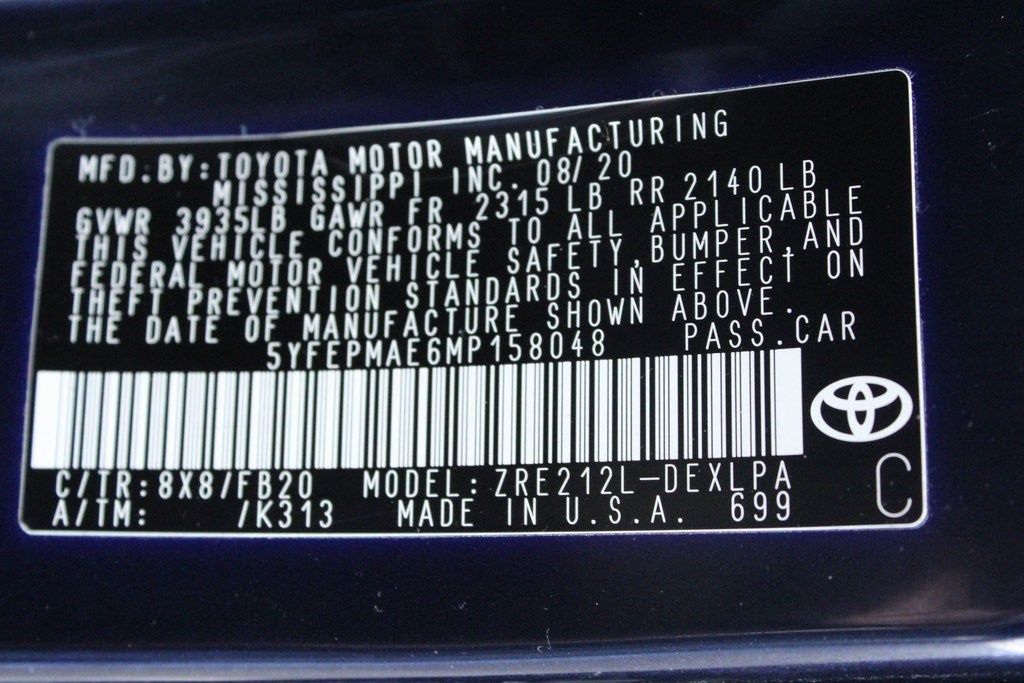 MFD.BY:TOYOTA MOTOR MANUFACTURING
MISSISSIPPI INC. 08/20
GVWR 3935LB GAWR FR 2315 LB RR 2140 LB
THIS VEHICLE CONFORMS TO ALL APPLICABLE
FEDERAL MOTOR VEHICLE SAFETY,BUMPER,AND
THEFT PREVENTION STANDARDS IN EFFECT ON
THE DATE OF MANUFACTURE SHOWN ABOVE.
5YFEPMAE6MP158048 PASS.CAR
C/TR:8X8/FB20 MODEL:ZRE212L-DEXLPA
A/TM: /K313 MADE IN U.S.A. 699
C